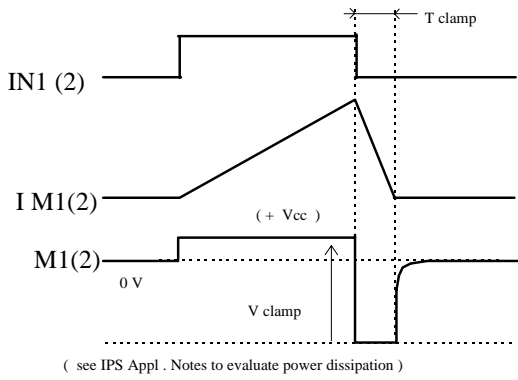 T clamp
IN1 (2)
I M1(2)
( + Vcc )
M1(2)
0 V
V clamp
( see IPS Appl . Notes to evaluate power dissipation )